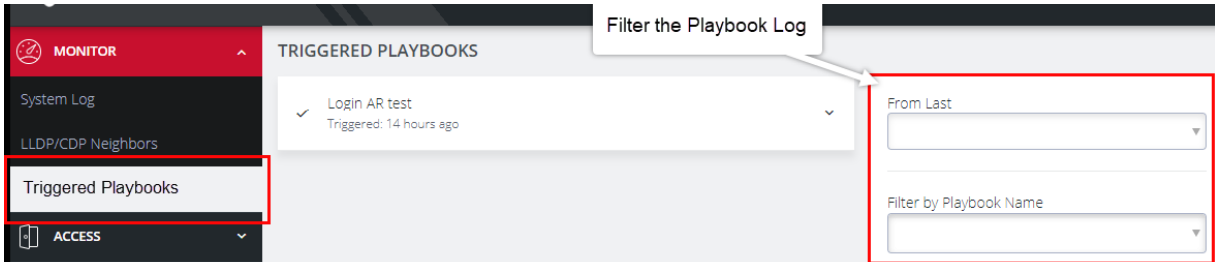 Filter the Playbook Log
MONITOR
TRIGGERED PLAYBOOKS
System Log
Login AR test
Triggered: 14 hours ago
From Last
LLDP/CDP Neighbors
Triggered Playbooks
Filter by Playbook Name
ACCESS